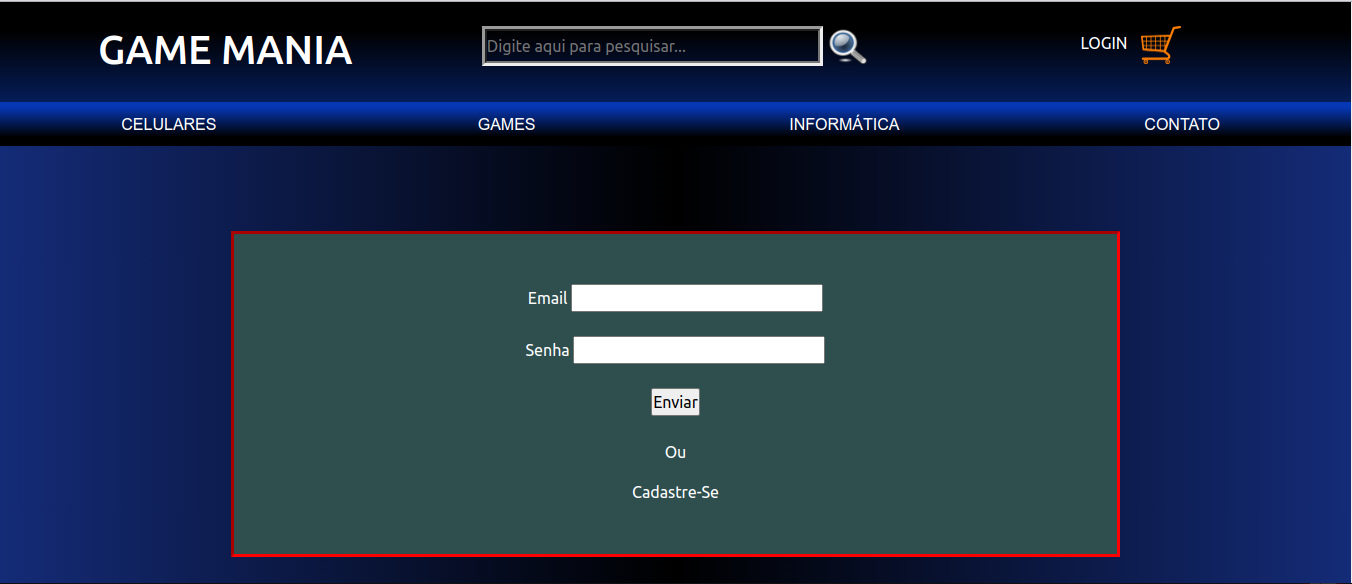 GAME MANIA
Digite aqui para pesquisar...
LOGIN
CELULARES GAMES INFORMÁTICA CONTATO
Email
Senha
Enviar
Ou
Cadastre-Se